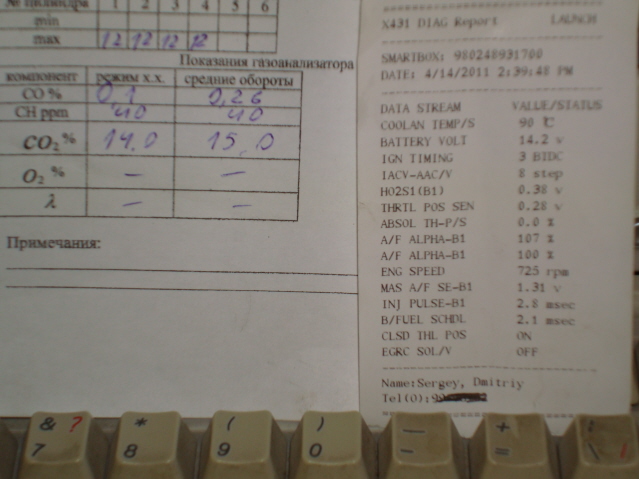 № цилиндра 1 2 3 4 5 6
min
max 12 12 12 12
Показания газоанализатора
компонент режим х.х. средние обороты
CO % 0,1 0,26
CH ppm 40 40
CO₂ % 14,0 15,0
O₂ % — —
λ — —
Примечания:
X431 DIAG Report LAUNCH
SMARTBOX: 980248931700
DATE: 4/14/2011 2:39:48 PM
DATA STREAM VALUE/STATUS
COOLAN TEMP/S 90 ℃
BATTERY VOLT 14.2 v
IGN TIMING 3 BTDC
IACV-AAC/V 8 step
HO2S1(B1) 0.38 v
THRTL POS SEN 0.28 v
ABSOL TH-P/S 0.0 %
A/F ALPHA-B1 107 %
A/F ALPHA-B1 100 %
ENG SPEED 725 rpm
MAS A/F SE-B1 1.31 v
INJ PULSE-B1 2.8 msec
B/FUEL SCHDL 2.1 msec
CLSD THL POS ON
EGRC SOL/V OFF
Name:Sergey, Dmitriy
Tel(O):
& ? * ( ) — + :
7 8 9 0 - = \ |